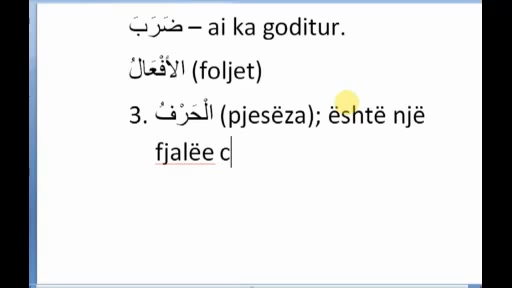 ضَرَبَ – ai ka goditur.
الأَفْعَالُ (foljet)
3. الْحَرْفُ (pjesëza); është një
fjalëe c